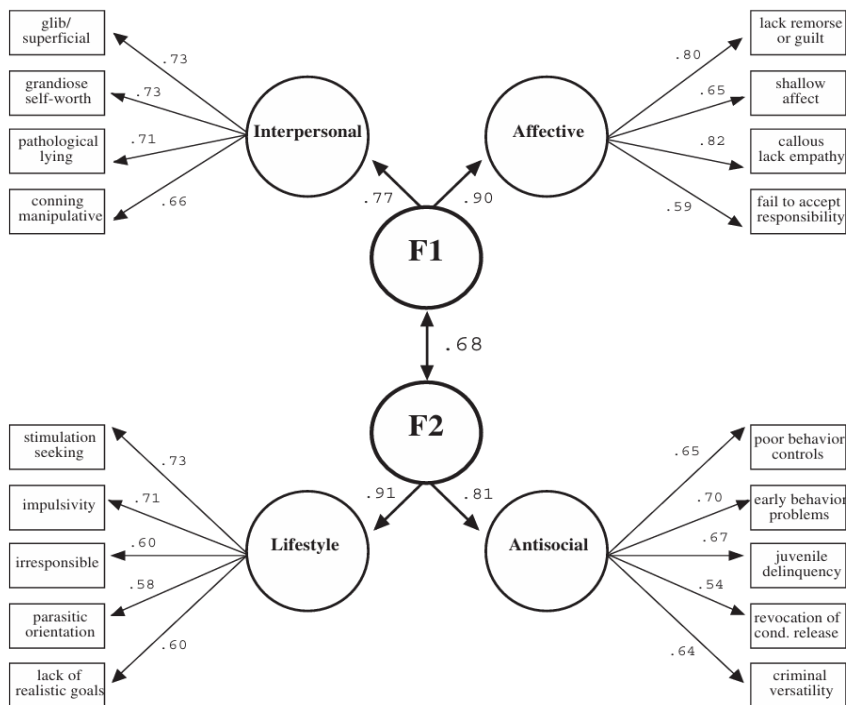 glib/
superficial
grandiose
self-worth
pathological
lying
conning
manipulative
.73
.73
.71
.66
Interpersonal
Affective
.80
.65
.82
.59
lack remorse
or guilt
shallow
affect
callous
lack empathy
fail to accept
responsibility
.77
.90
F1
.68
F2
.91
.81
stimulation
seeking
impulsivity
irresponsible
parasitic
orientation
lack of
realistic goals
.73
.71
.60
.58
.60
Lifestyle
Antisocial
.65
.70
.67
.54
.64
poor behavior
controls
early behavior
problems
juvenile
delinquency
revocation of
cond. release
criminal
versatility